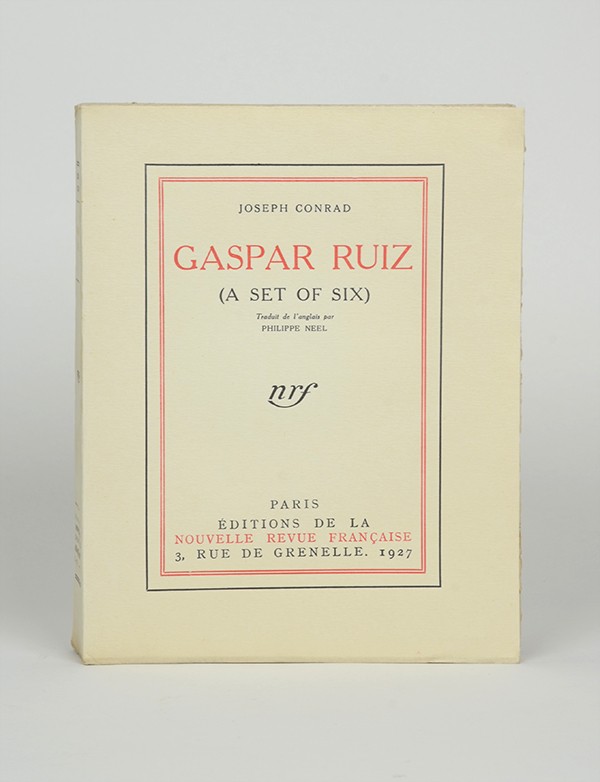 JOSEPH CONRAD
GASPAR RUIZ
(A SET OF SIX)
Traduit de l'anglais par
PHILIPPE NEEL
nrf
PARIS
ÉDITIONS DE LA
NOUVELLE REVUE FRANÇAISE
3, RUE DE GRENELLE. 1927